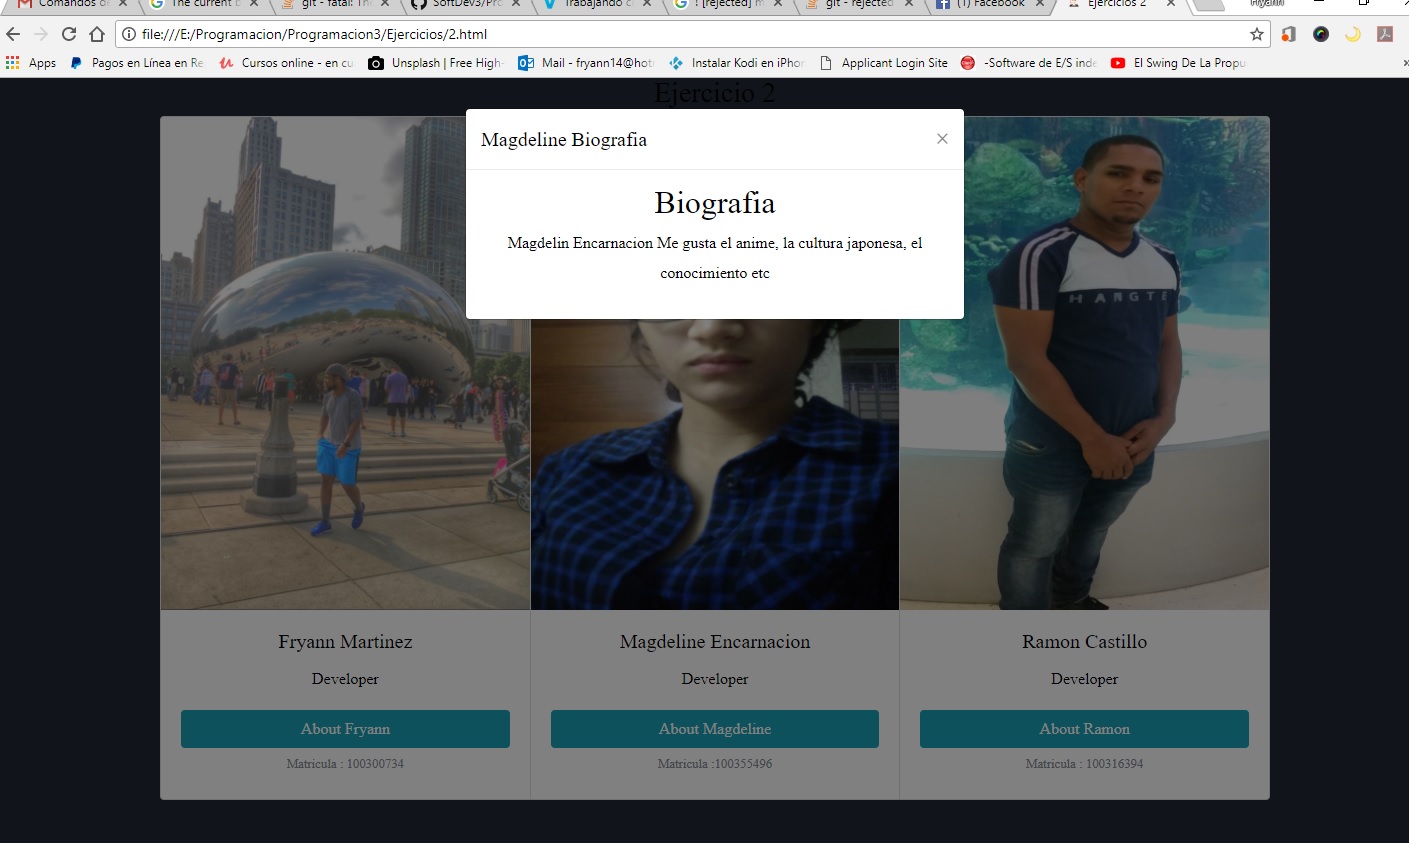 Comandos de
The current b
git - fatal: Th
SoftDev3/Pro
Trabajando c
! [rejected] m
git - rejected
(1) Facebook
Ejercicios 2
Fryann
file:///E:/Programacion/Programacion3/Ejercicios/2.html
Apps
Pagos en Línea en Re
Cursos online - en cu
Unsplash | Free High-
Mail - fryann14@hot
Instalar Kodi en iPhor
Applicant Login Site
-Software de E/S inde
El Swing De La Propu
»
Ejercicio 2
Magdeline Biografia
×
Biografia
Magdelin Encarnacion Me gusta el anime, la cultura japonesa, el
conocimiento etc
HANGTE
Fryann Martinez
Magdeline Encarnacion
Ramon Castillo
Developer
Developer
Developer
About Fryann
About Magdeline
About Ramon
Matricula : 100300734
Matricula :100355496
Matricula : 100316394